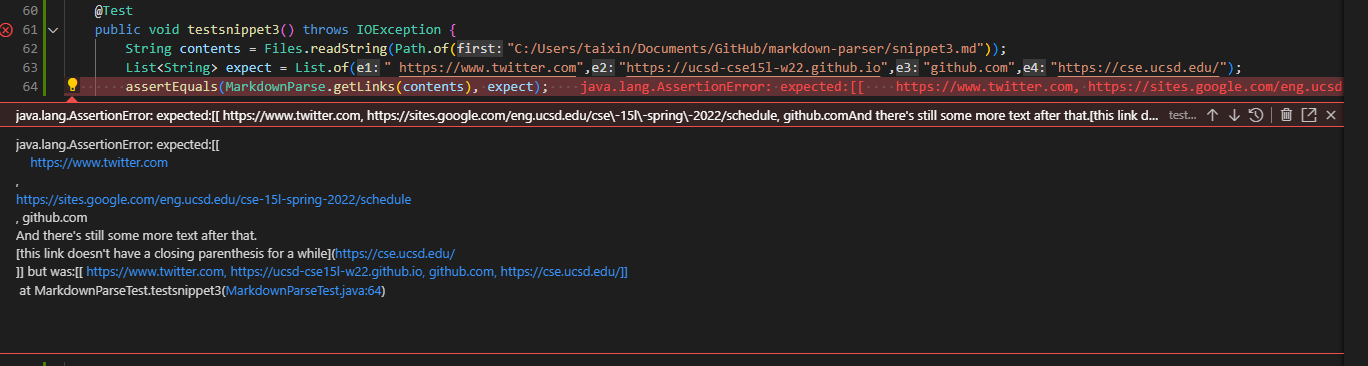 60 @Test
61 public void testsnippet3() throws IOException {
62 String contents = Files.readString(Path.of(first: "C:/Users/taixin/Documents/GitHub/markdown-parser/snippet3.md"));
63 List<String> expect = List.of(e1: " https://www.twitter.com",e2: "https://ucsd-cse15l-w22.github.io",e3: "github.com",e4: "https://cse.ucsd.edu/");
64 assertEquals(MarkdownParse.getLinks(contents), expect); java.lang.AssertionError: expected:[[ https://www.twitter.com, https://sites.google.com/eng.ucsd
java.lang.AssertionError: expected:[[ https://www.twitter.com, https://sites.google.com/eng.ucsd.edu/cse\-15l\-spring\-2022/schedule, github.comAnd there's still some more text after that.[this link d... test...
java.lang.AssertionError: expected:[[
https://www.twitter.com
,
https://sites.google.com/eng.ucsd.edu/cse-15l-spring-2022/schedule
, github.com
And there's still some more text after that.
[this link doesn't have a closing parenthesis for a while](https://cse.ucsd.edu/
]] but was:[[ https://www.twitter.com, https://ucsd-cse15l-w22.github.io, github.com, https://cse.ucsd.edu/]]
at MarkdownParseTest.testsnippet3(MarkdownParseTest.java:64)